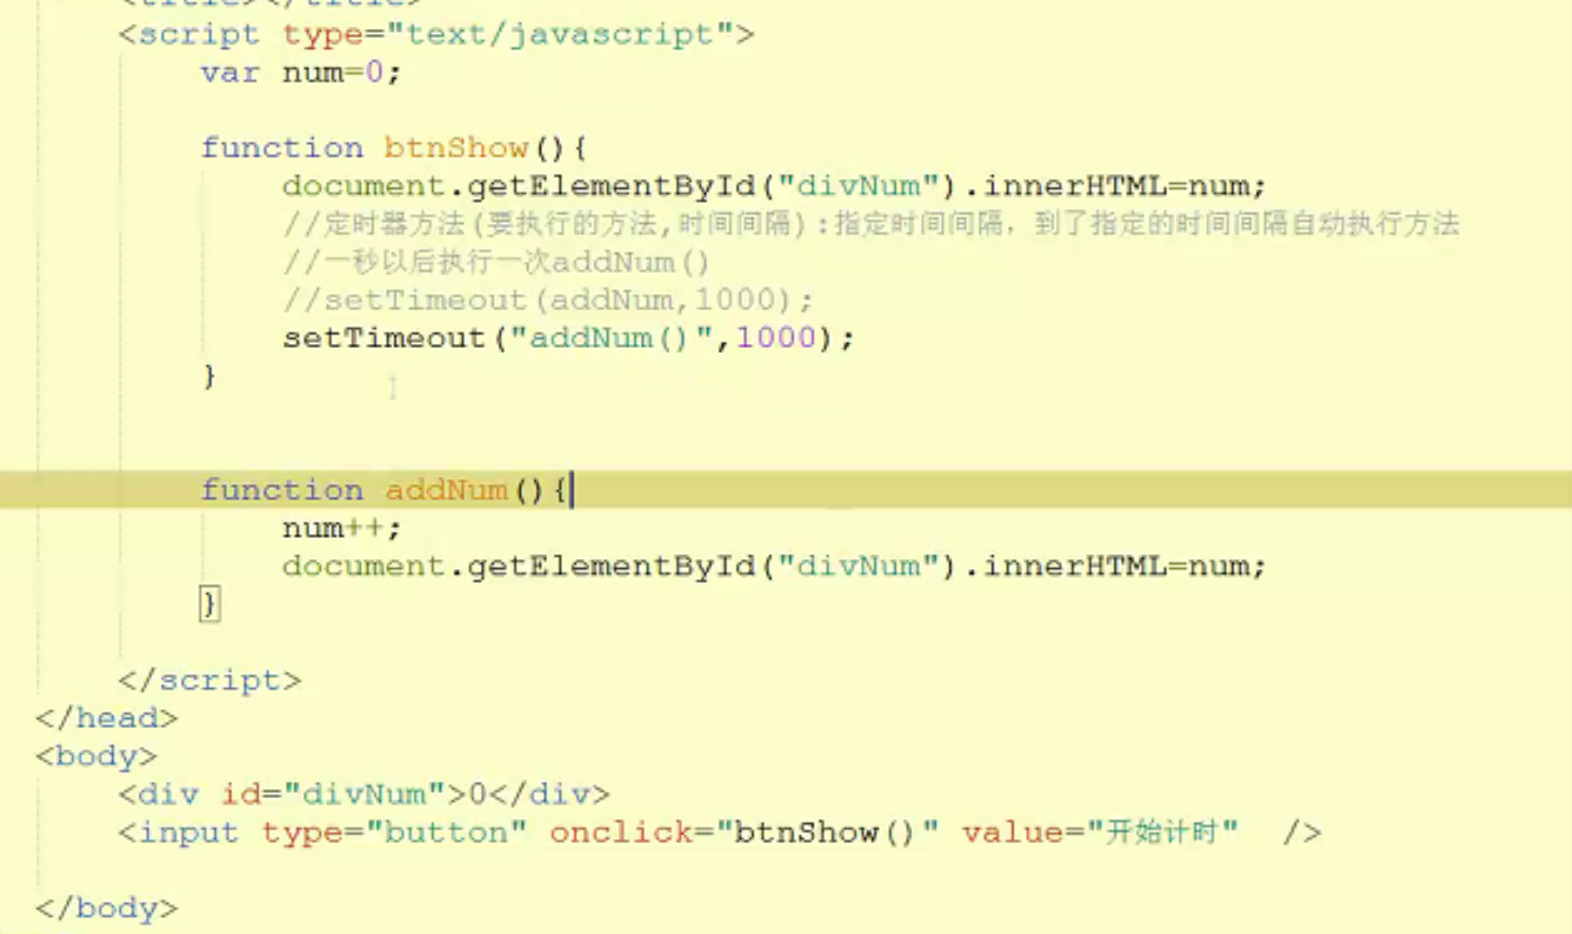 <title></title>
<script type="text/javascript">
var num=0;
function btnShow(){
document.getElementById("divNum").innerHTML=num;
//定时器方法(要执行的方法,时间间隔):指定时间间隔，到了指定的时间间隔自动执行方法
//一秒以后执行一次addNum()
//setTimeout(addNum,1000);
setTimeout("addNum()",1000);
}
function addNum(){
num++;
document.getElementById("divNum").innerHTML=num;
}
</script>
</head>
<body>
<div id="divNum">0</div>
<input type="button" onclick="btnShow()" value="开始计时"  />
</body>